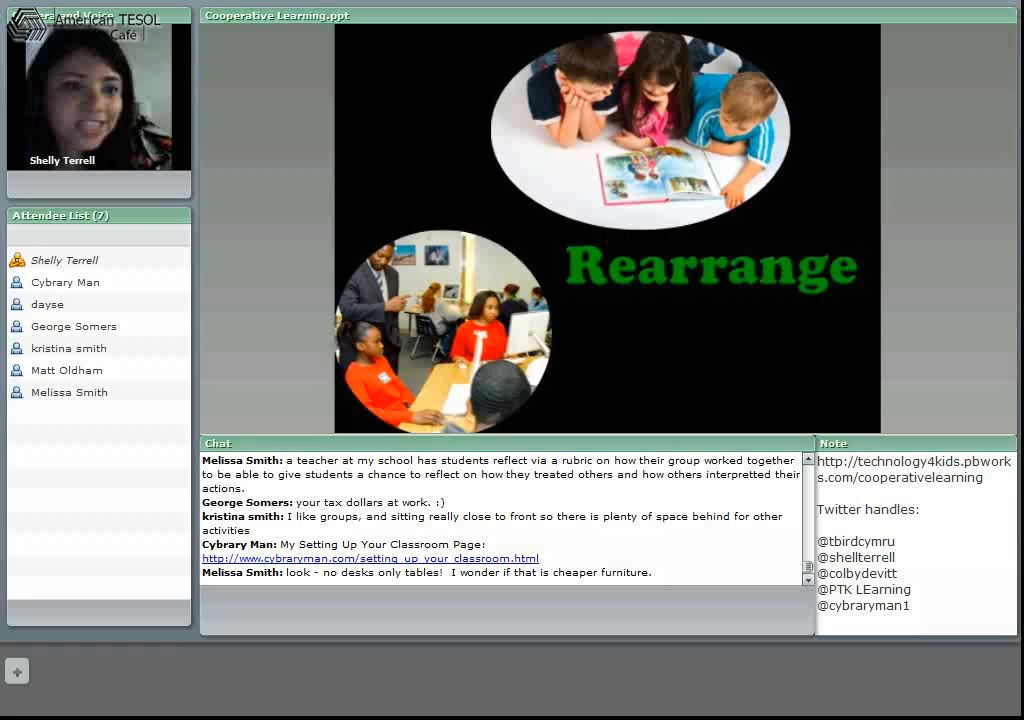 Camera and Voice
American TESOL
Café
Shelly Terrell
Attendee List (7)
Shelly Terrell
Cybrary Man
dayse
George Somers
kristina smith
Matt Oldham
Melissa Smith
Cooperative Learning.ppt
Rearrange
Chat
Melissa Smith: a teacher at my school has students reflect via a rubric on how their group worked together
to be able to give students a chance to reflect on how they treated others and how others interpretted their
actions.
George Somers: your tax dollars at work. :)
kristina smith: I like groups, and sitting really close to front so there is plenty of space behind for other
activities
Cybrary Man: My Setting Up Your Classroom Page:
http://www.cybraryman.com/setting_up_your_classroom.html
Melissa Smith: look - no desks only tables! I wonder if that is cheaper furniture.
Note
http://technology4kids.pbwork
s.com/cooperativelearning
Twitter handles:
@tbirdcymru
@shellterrell
@colbydevitt
@PTK LEarning
@cybraryman1